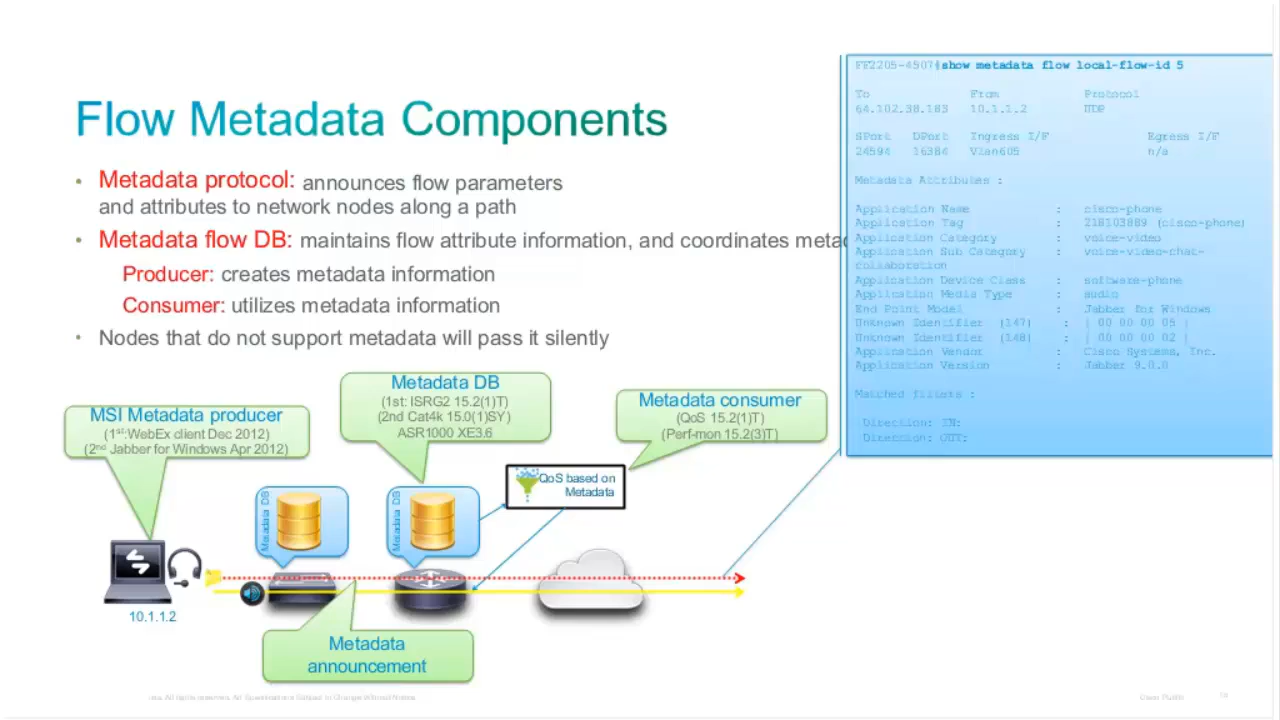 Flow Metadata Components
• Metadata protocol: announces flow parameters
and attributes to network nodes along a path
• Metadata flow DB: maintains flow attribute information, and coordinates
Producer: creates metadata information
Consumer: utilizes metadata information
• Nodes that do not support metadata will pass it silently
FF2205-4507#show metadata flow local-flow-id 5
To From Protocol
64.102.38.183 10.1.1.2 UDP
SPort DPort Ingress I/F Egress I/F
24594 16384 Vlan605 n/a
Metadata Attributes :
Application Name : cisco-phone
Application Tag : 218103889 (cisco-phone)
Application Category : voice-video
Application Sub Category : voice-video-chat-
collaboration
Application Device Class : software-phone
Application Media Type : audio
End Point Model : Jabber for Windows
Unknown Identifier (147) : [ 00 00 00 05 ]
Unknown Identifier (148) : [ 00 00 00 02 ]
Application Vendor : Cisco Systems, Inc.
Application Version : Jabber 9.0.0
Matched filters :
Direction: IN:
Direction: OUT:
MSI Metadata producer
(1st:WebEx client Dec 2012)
(2nd Jabber for Windows Apr 2012)
Metadata DB
(1st: ISRG2 15.2(1)T)
(2nd Cat4k 15.0(1)SY)
ASR1000 XE3.6
Metadata consumer
(QoS 15.2(1)T)
(Perf-mon 15.2(3)T)
QoS based on
Metadata
Metadata DB
Metadata DB
10.1.1.2
Metadata
announcement
All rights reserved.
Cisco Public